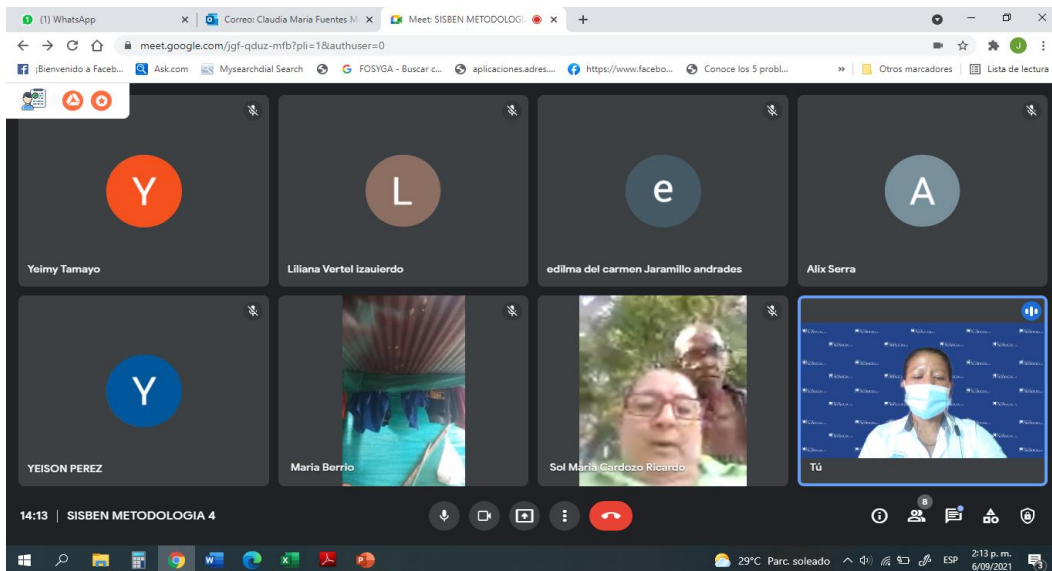 (1) WhatsApp
Correo: Claudia Maria Fuentes M
Meet: SISBEN METODOLOGI
meet.google.com/jgf-qduz-mfb?pli=1&authuser=0
¡Bienvenido a Faceb...
Ask.com
Mysearchdial Search
FOSYGA - Buscar c...
aplicaciones.adres....
https://www.facebo...
Conoce los 5 probl...
»
Otros marcadores
Lista de lectura
J
Y
L
e
A
Yeimy Tamayo
Liliana Vertel izauierdo
edilma del carmen Jaramillo andrades
Alix Serra
Y
YEISON PEREZ
Maria Berrio
Sol Maria Cardozo Ricardo
Tú
14:13 | SISBEN METODOLOGIA 4
8
29°C Parc. soleado
ESP
2:13 p. m.
6/09/2021
3